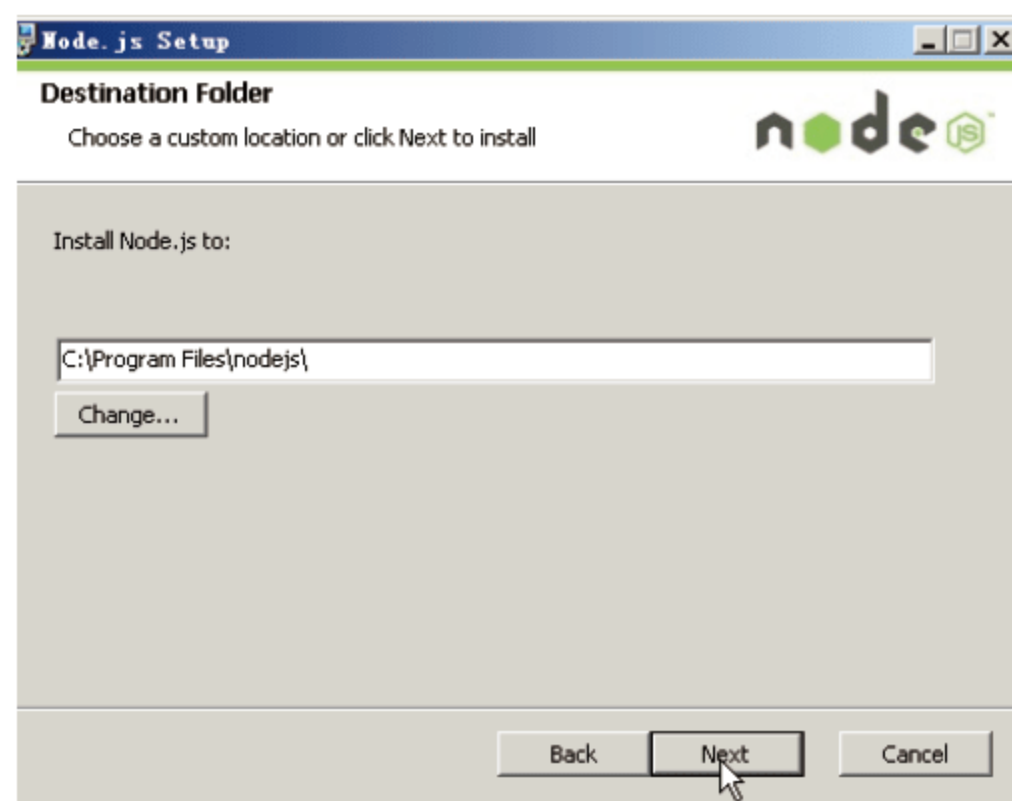 Node.js Setup
Destination Folder
Choose a custom location or click Next to install
node JS™
Install Node.js to:
C:\Program Files\nodejs\
Change...
Back
Next
Cancel